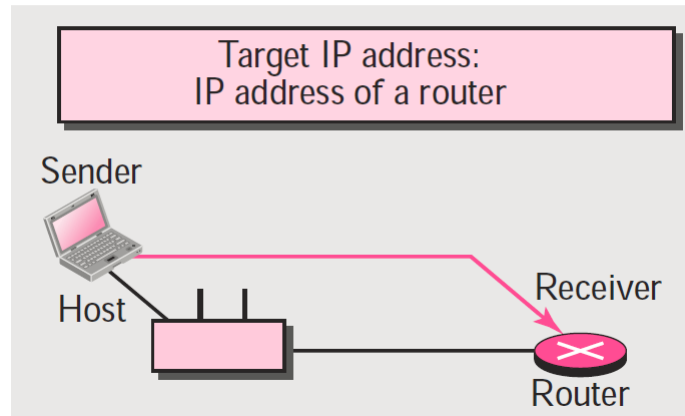 Target IP address:
IP address of a router
Sender
Host
Receiver
Router